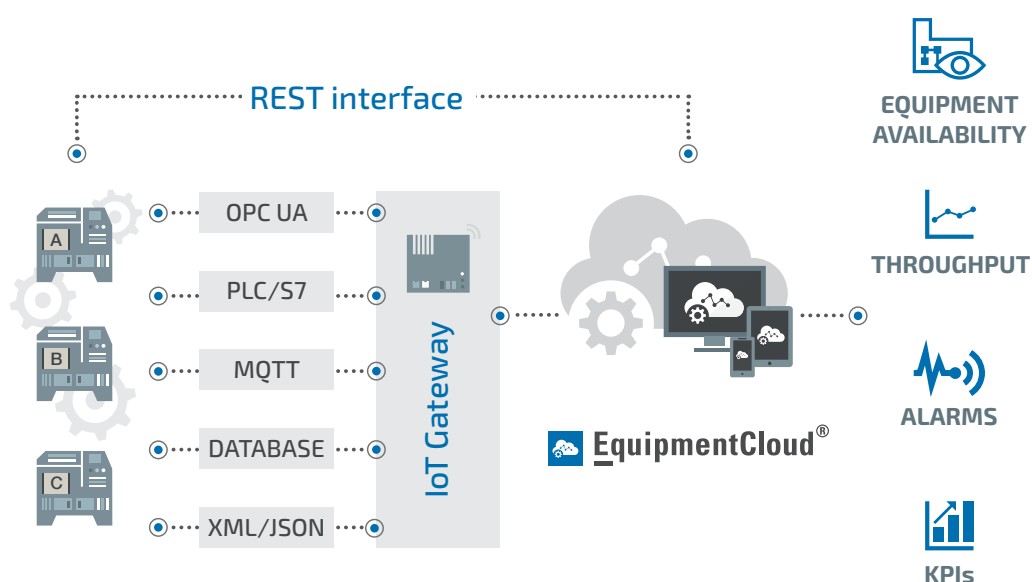 REST interface
A
B
C
OPC UA
PLC/S7
MQTT
DATABASE
XML/JSON
IoT Gateway
EquipmentCloud®
EQUIPMENT
AVAILABILITY
THROUGHPUT
ALARMS
KPIs